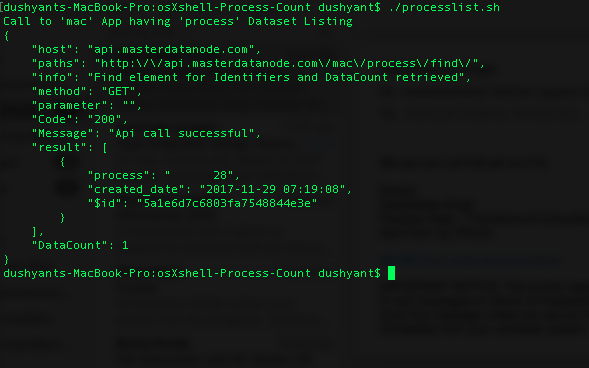 [dushyants-MacBook-Pro:osXshell-Process-Count dushyant$ ./processlist.sh
Call to 'mac' App having 'process' Dataset Listing
{
    "host": "api.masterdatanode.com",
    "paths": "http:\/\/api.masterdatanode.com\/mac\/process\/find\/",
    "info": "Find element for Identifiers and DataCount retrieved",
    "method": "GET",
    "parameter": "",
    "Code": "200",
    "Message": "Api call successful",
    "result": [
        {
            "process": "      28",
            "created_date": "2017-11-29 07:19:08",
            "$id": "5a1e6d7c6803fa7548844e3e"
        }
    ],
    "DataCount": 1
}
dushyants-MacBook-Pro:osXshell-Process-Count dushyant$